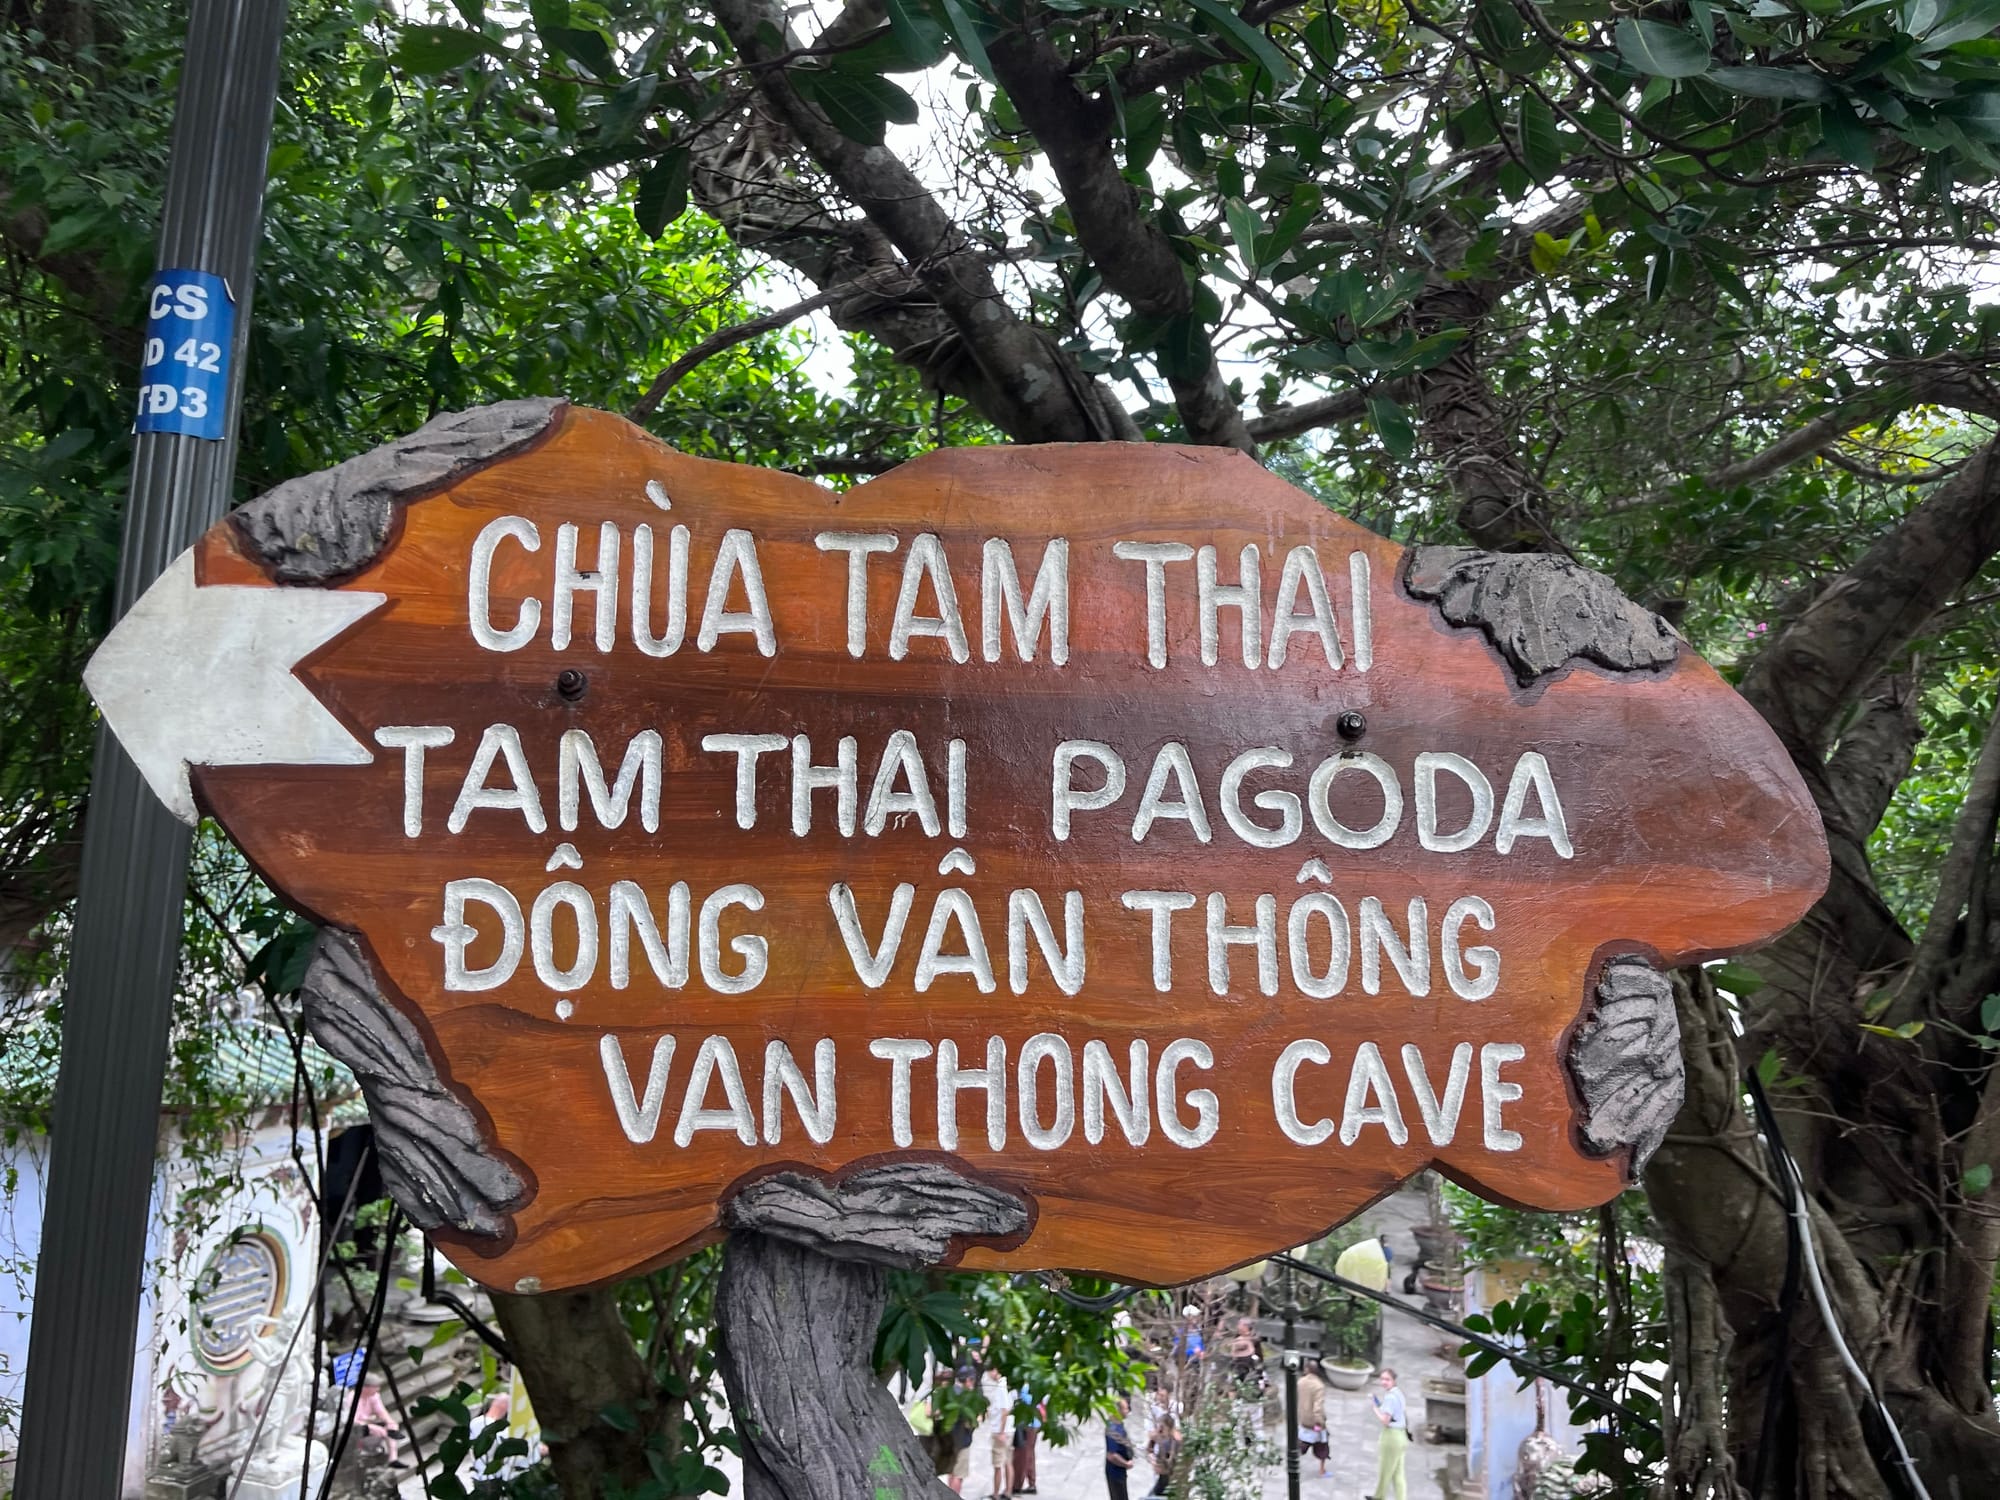 CS
42
TĐ3
CHÙA TAM THAI
TAM THAI PAGODA
ĐỘNG VÂN THÔNG
VAN THONG CAVE